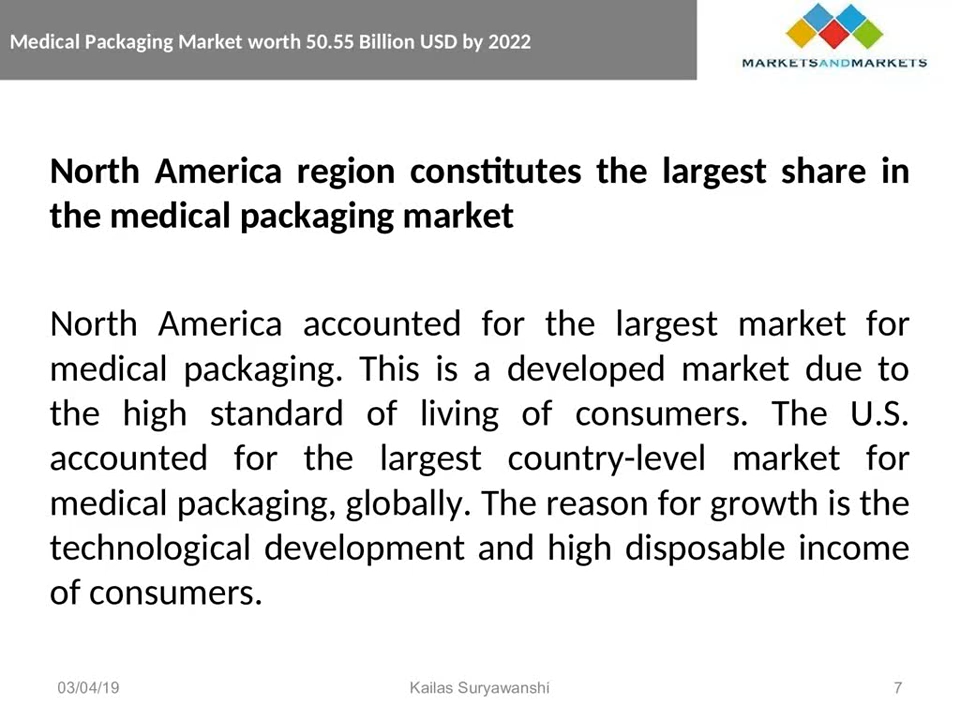 Medical Packaging Market worth 50.55 Billion USD by 2022
MARKETSANDMARKETS
North America region constitutes the largest share in
the medical packaging market
North America accounted for the largest market for
medical packaging. This is a developed market due to
the high standard of living of consumers. The U.S.
accounted for the largest country-level market for
medical packaging, globally. The reason for growth is the
technological development and high disposable income
of consumers.
03/04/19
Kailas Suryawanshi
7